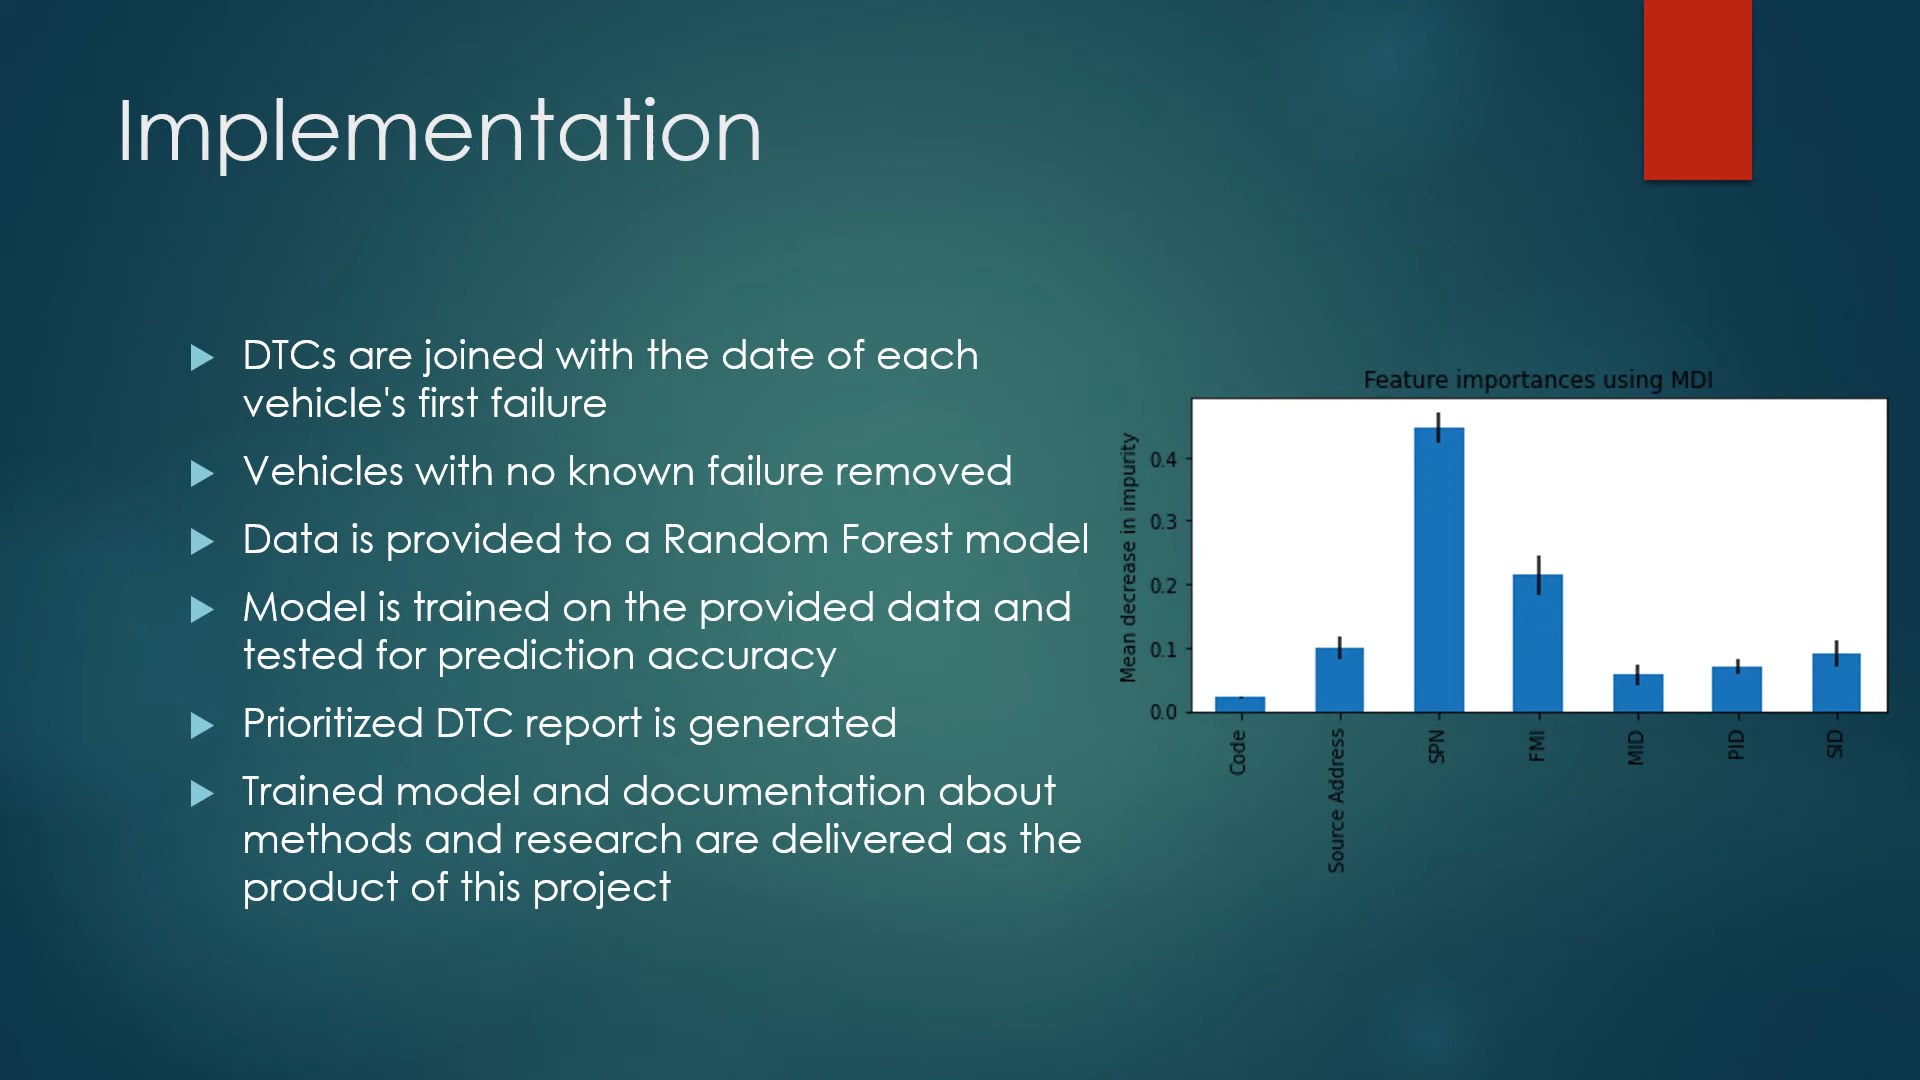 Implementation
DTCs are joined with the date of each
vehicle's first failure
Vehicles with no known failure removed
Data is provided to a Random Forest model
Model is trained on the provided data and
tested for prediction accuracy
Prioritized DTC report is generated
Trained model and documentation about
methods and research are delivered as the
product of this project
Feature importances using MDI
Mean decrease in impurity
0.4
0.3
0.2
0.1
0.0
Code
Source Address
SPN
FMI
MID
PID
SID